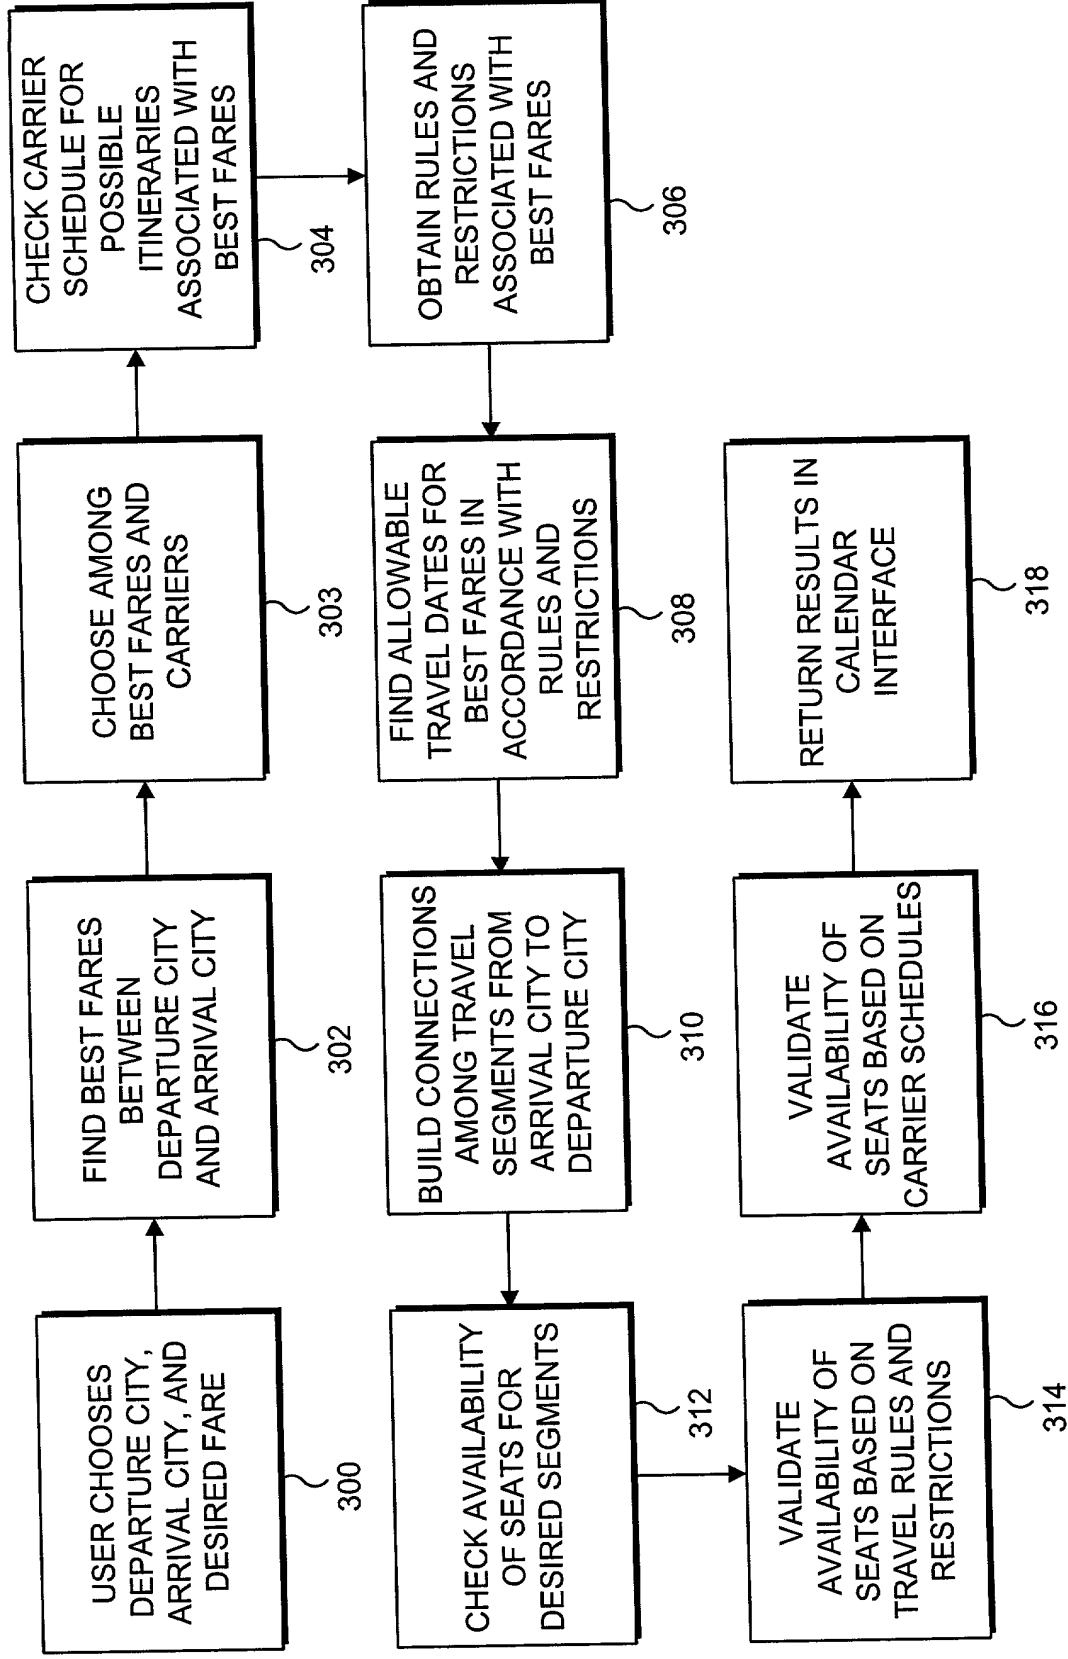 USER CHOOSES
DEPARTURE CITY,
ARRIVAL CITY, AND
DESIRED FARE
300
FIND BEST FARES
BETWEEN
DEPARTURE CITY
AND ARRIVAL CITY
302
CHOOSE AMONG
BEST FARES AND
CARRIERS
303
CHECK CARRIER
SCHEDULE FOR
POSSIBLE
ITINERARIES
ASSOCIATED WITH
BEST FARES
304
OBTAIN RULES AND
RESTRICTIONS
ASSOCIATED WITH
BEST FARES
306
FIND ALLOWABLE
TRAVEL DATES FOR
BEST FARES IN
ACCORDANCE WITH
RULES AND
RESTRICTIONS
308
BUILD CONNECTIONS
AMONG TRAVEL
SEGMENTS FROM
ARRIVAL CITY TO
DEPARTURE CITY
310
CHECK AVAILABILITY
OF SEATS FOR
DESIRED SEGMENTS
312
VALIDATE
AVAILABILITY OF
SEATS BASED ON
TRAVEL RULES AND
RESTRICTIONS
314
VALIDATE
AVAILABILITY OF
SEATS BASED ON
CARRIER SCHEDULES
316
RETURN RESULTS IN
CALENDAR
INTERFACE
318